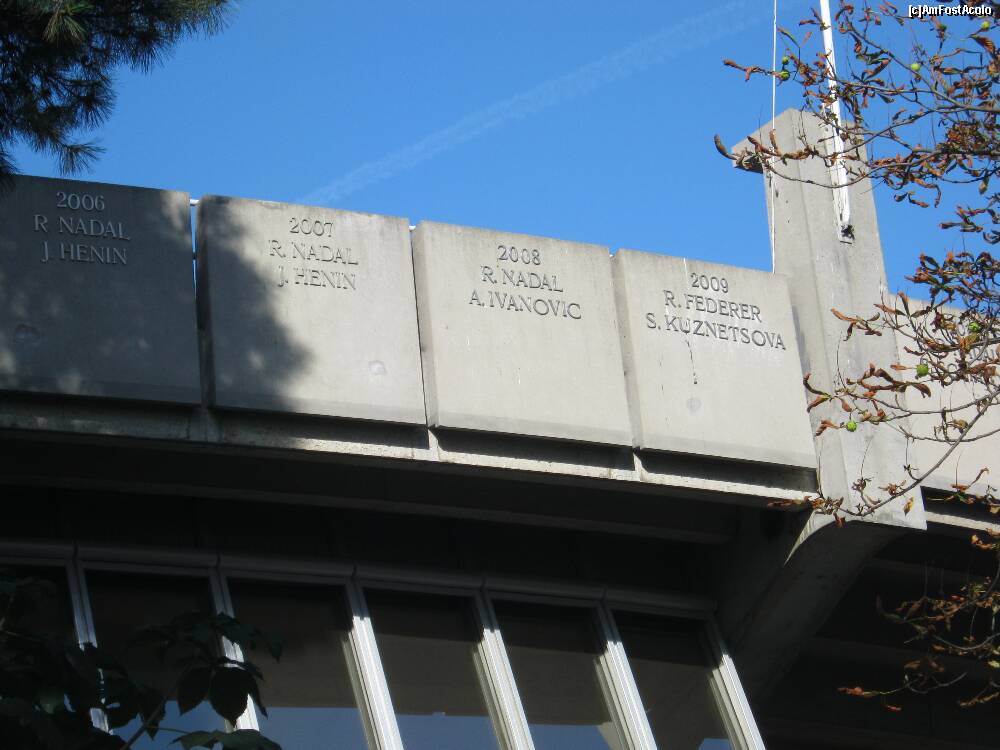 [c]AmFostAcolo
2006
R NADAL
J HENIN
2007
R. NADAL
J. HENIN
2008
R. NADAL
A. IVANOVIC
2009
R. FEDERER
S. KUZNETSOVA